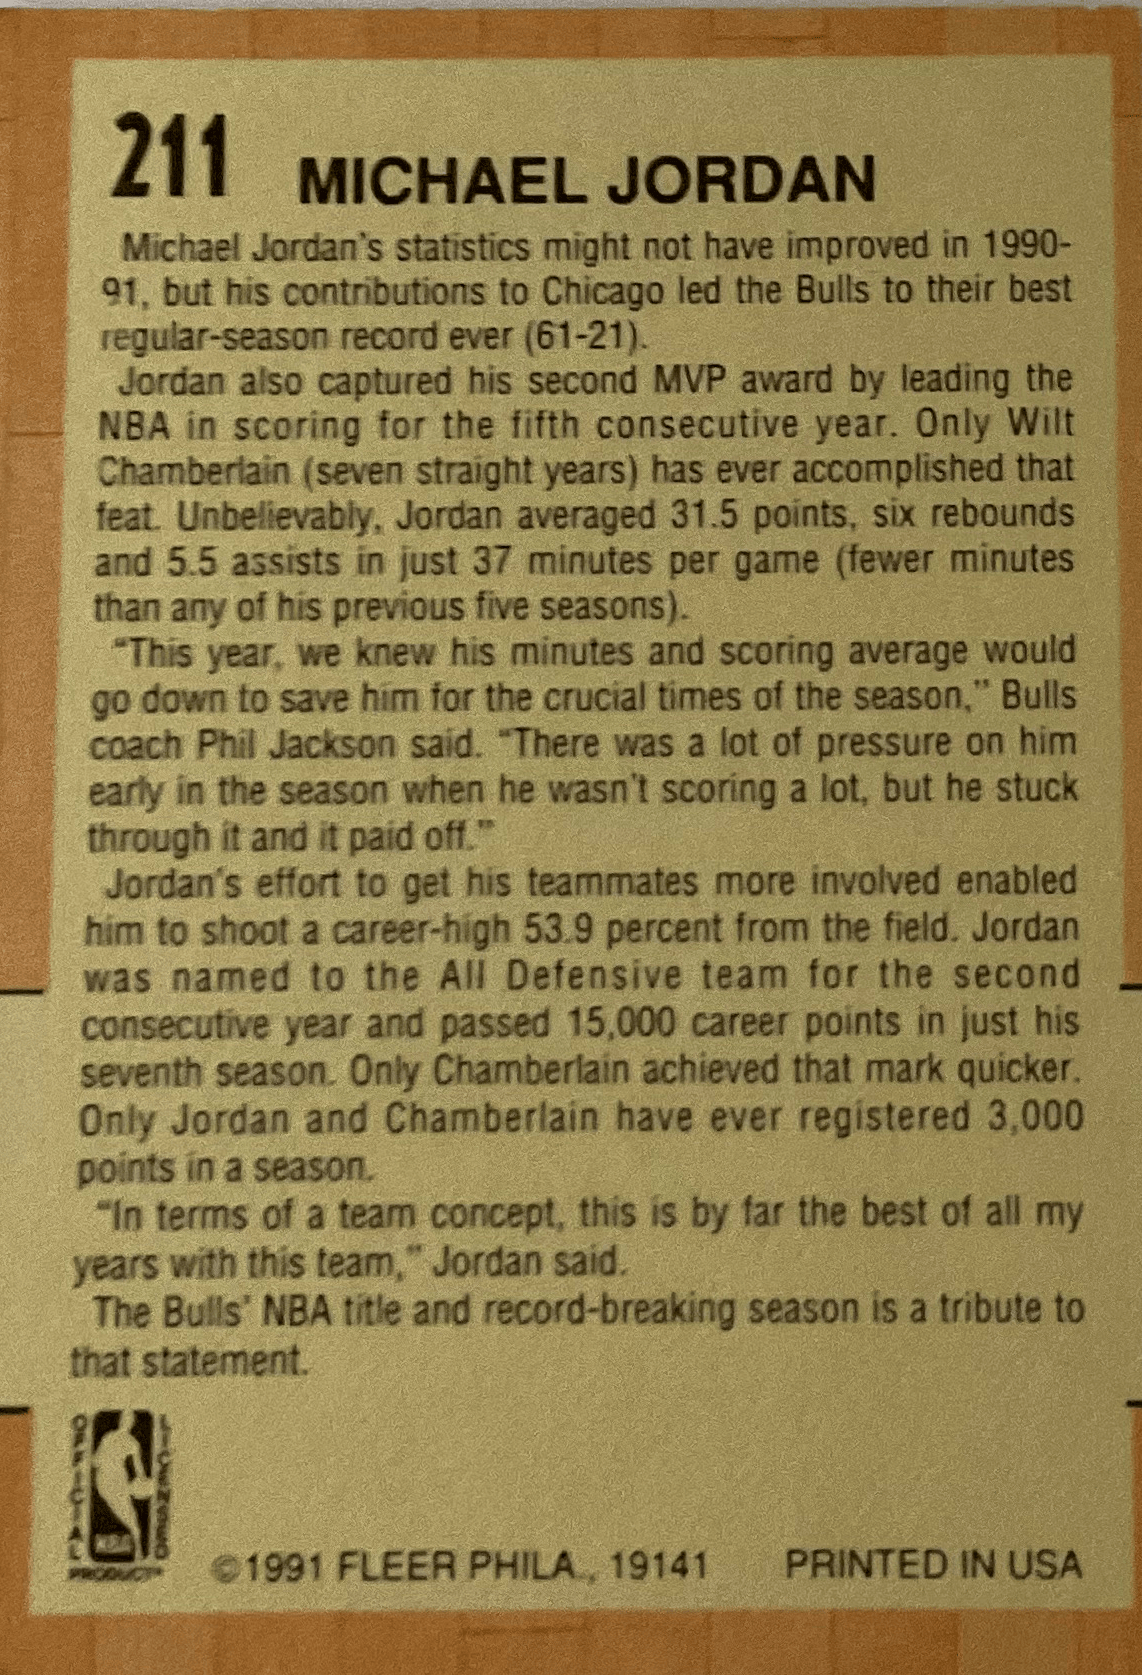 211
MICHAEL JORDAN
Michael Jordan's statistics might not have improved in 1990-
91, but his contributions to Chicago led the Bulls to their best
regular-season record ever (61-21).
Jordan also captured his second MVP award by leading the
NBA in scoring for the fifth consecutive year. Only Wilt
Chamberlain (seven straight years) has ever accomplished that
feat. Unbelievably, Jordan averaged 31.5 points, six rebounds
and 5.5 assists in just 37 minutes per game (fewer minutes
than any of his previous five seasons).
"This year, we knew his minutes and scoring average would
go down to save him for the crucial times of the season," Bulls
coach Phil Jackson said. "There was a lot of pressure on him
early in the season when he wasn't scoring a lot, but he stuck
through it and it paid off."
Jordan's effort to get his teammates more involved enabled
him to shoot a career-high 53.9 percent from the field. Jordan
was named to the All Defensive team for the second
consecutive year and passed 15,000 career points in just his
seventh season. Only Chamberlain achieved that mark quicker.
Only Jordan and Chamberlain have ever registered 3,000
points in a season.
"In terms of a team concept, this is by far the best of all my
years with this team," Jordan said.
The Bulls' NBA title and record-breaking season is a tribute to
that statement.
OFFICIAL
LICENSED
NBA
PRODUCT
©1991 FLEER PHILA., 19141 PRINTED IN USA